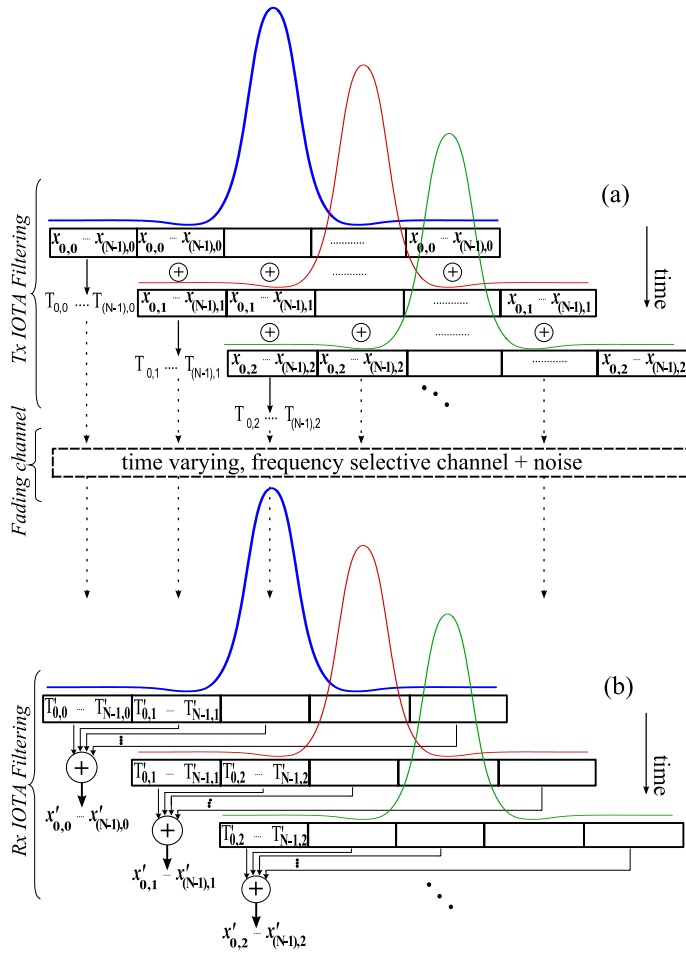 (a)
Tx IOTA Filtering
x0,0 ... x(N-1),0 x0,0 ... x(N-1),0 ............ x0,0 ... x(N-1),0
+ + ............ +
time
T0,0 .... T(N-1),0
x0,1 ... x(N-1),1 x0,1 ... x(N-1),1 ............ x0,1 ... x(N-1),1
+ + ............ +
T0,1 .... T(N-1),1
x0,2 ... x(N-1),2 x0,2 ... x(N-1),2 ............ x0,2 ... x(N-1),2
T0,2 .... T(N-1),2
Fading channel
time varying, frequency selective channel + noise
(b)
Rx IOTA Filtering
T'0,0 ... T'N-1,0 T'0,1 ... T'N-1,1
time
+
T'0,1 ... T'N-1,1 T'0,2 ... T'N-1,2
x'0,0 ... x'(N-1),0
+
T'0,2 ... T'N-1,2
x'0,1 ... x'(N-1),1
+
x'0,2 ... x'(N-1),2